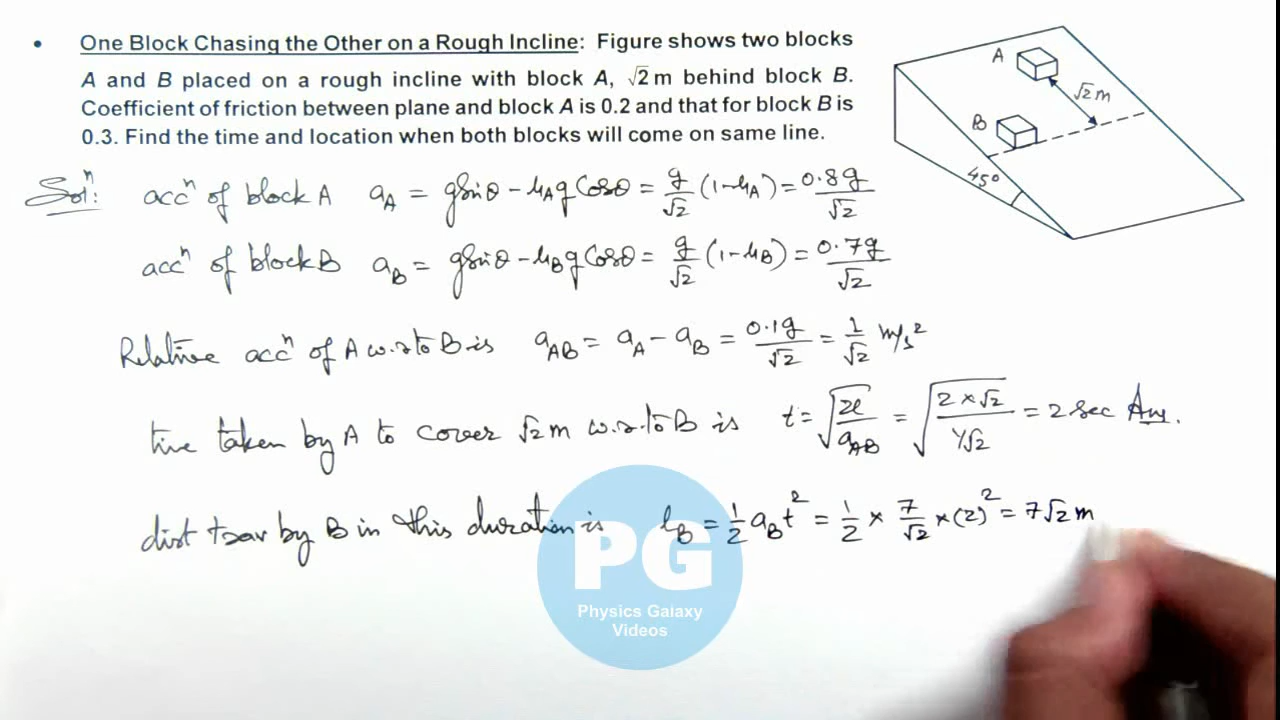 • One Block Chasing the Other on a Rough Incline: Figure shows two blocks
A and B placed on a rough incline with block A, √2 m behind block B.
Coefficient of friction between plane and block A is 0.2 and that for block B is
0.3. Find the time and location when both blocks will come on same line.
A
√2 m
B
45°
Solⁿ: accⁿ of block A a_A = gsinθ - μ_A g cosθ = g/√2 (1-μ_A) = 0.8g/√2
accⁿ of block B a_B = gsinθ - μ_B g cosθ = g/√2 (1-μ_B) = 0.7g/√2
Relative accⁿ of A w.r.to B is a_AB = a_A - a_B = 0.1g/√2 = 1/√2 m/s²
time taken by A to cover √2 m w.r.to B is t = √(2l/a_AB) = √(2×√2/(1/√2)) = 2 sec Ans.
dist trav by B in this duration is l_B = 1/2 a_B t² = 1/2 × 7/√2 × (2)² = 7√2 m
PG
Physics Galaxy
Videos